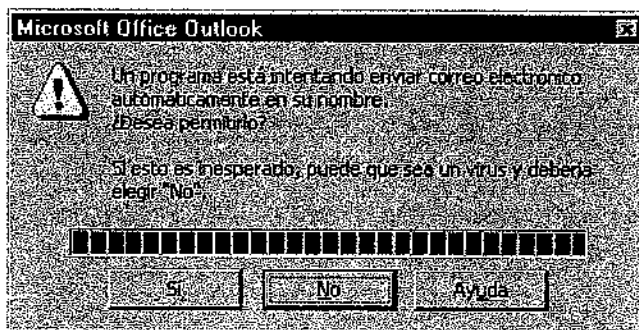 Microsoft Office Outlook
Un programa está intentando enviar correo electrónico
automáticamente en su nombre.
¿Desea permitirlo?
Si esto es inesperado, puede que sea un virus y debería
elegir "No".
Sí
No
Ayuda